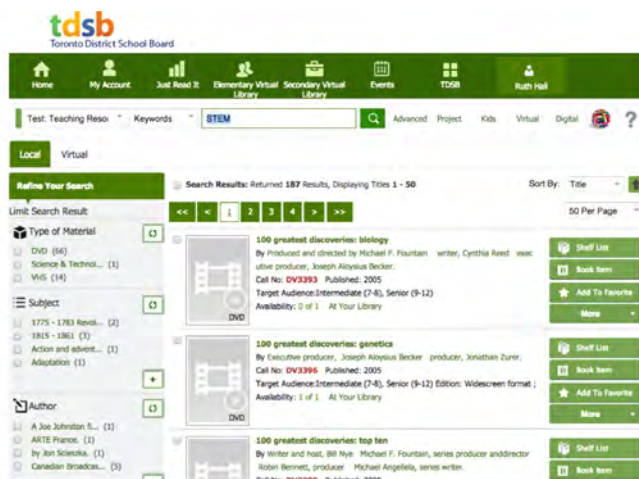 tdsb
Toronto District School Board
Home
My Account
Just Read It
Elementary Virtual Library
Secondary Virtual Library
Events
TDSB
Ruth Hall
Test: Teaching Resou
Keywords
STEM
Advanced Project Kids Virtual Digital ?
Local Virtual
Refine Your Search
Search Results: Returned 187 Results, Displaying Titles 1 - 50
Sort By: Title
Limit Search Result
<< < 1 2 3 4 > >>
50 Per Page
Type of Material
DVD (66)
Science & Technol... (1)
VHS (14)
Subject
1775 - 1783 Revol... (2)
1815 - 1861 (3)
Action and advent... (1)
Adaptation (1)
+
Author
A Joe Johnston fi... (1)
ARTE France. (1)
by Jon Scieszka. (1)
Canadian Broadcas... (5)
100 greatest discoveries: biology
By Produced and directed by Michael F. Fountain writer, Cynthia Reed exec
utive producer, Joseph Aloysius Becker.
Call No: DV3393 Published: 2005
Target Audience:Intermediate (7-8), Senior (9-12)
Availability: 0 of 1 At Your Library
DVD
Shelf List
Book Item
Add To Favorite
More
100 greatest discoveries: genetics
By Executive producer, Joseph Aloysius Becker producer, Jonathan Zurer.
Call No: DV3396 Published: 2005
Target Audience:Intermediate (7-8), Senior (9-12) Edition: Widescreen format ;
Availability: 1 of 1 At Your Library
DVD
Shelf List
Book Item
Add To Favorite
More
100 greatest discoveries: top ten
By Writer and host, Bill Nye Michael F. Fountain, series producer anddirector
Robin Bennett, producer Michael Angelella, series writer.
Shelf List
Book Item